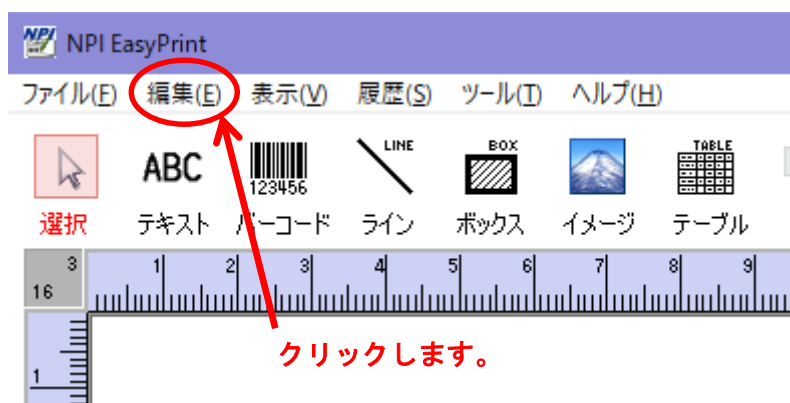 NPI EasyPrint
ファイル(F) 編集(E) 表示(V) 履歴(S) ツール(T) ヘルプ(H)
LINE BOX TABLE
ABC 123456
選択 テキスト バーコード ライン ボックス イメージ テーブル
3 1 2 3 4 5 6 7 8 9
16
クリックします。
1